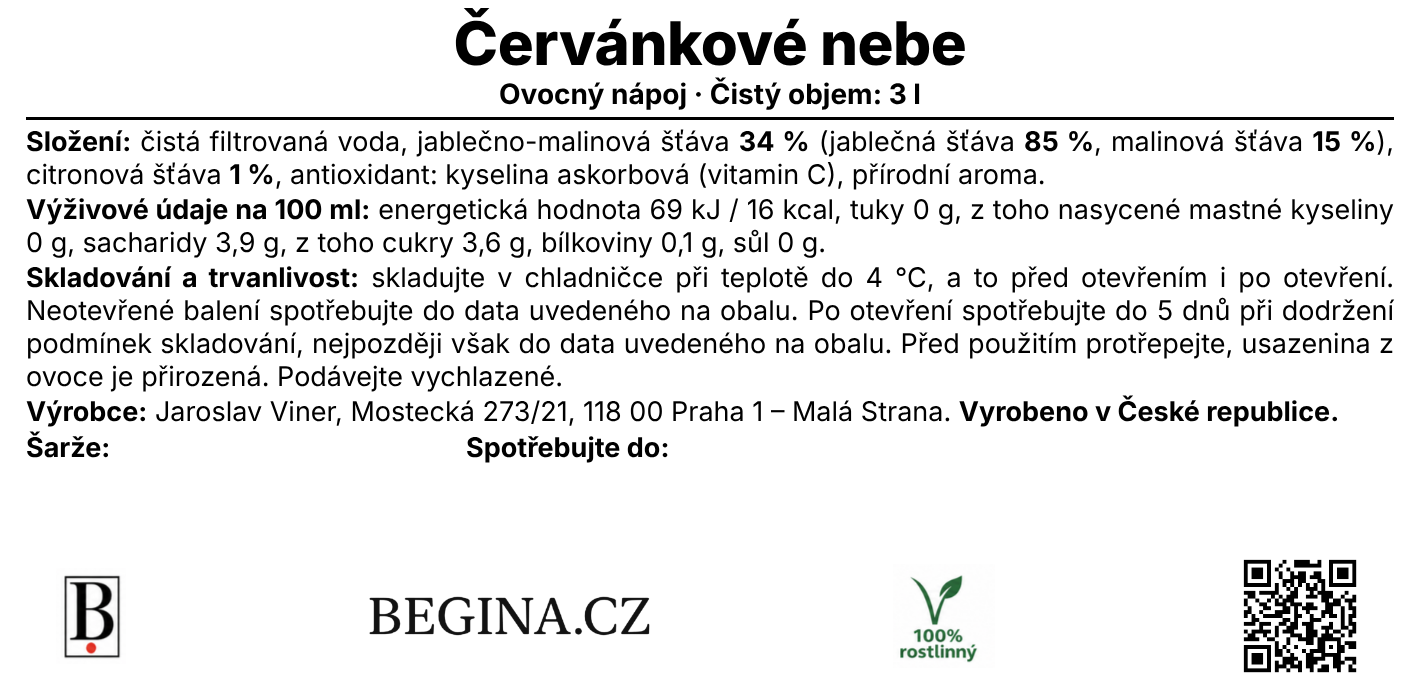 Červánkové nebe
Ovocný nápoj · Čistý objem: 3 l
Složení: čistá filtrovaná voda, jablečno-malinová šťáva 34 % (jablečná šťáva 85 %, malinová šťáva 15 %),
citronová šťáva 1 %, antioxidant: kyselina askorbová (vitamin C), přírodní aroma.
Výživové údaje na 100 ml: energetická hodnota 69 kJ / 16 kcal, tuky 0 g, z toho nasycené mastné kyseliny
0 g, sacharidy 3,9 g, z toho cukry 3,6 g, bílkoviny 0,1 g, sůl 0 g.
Skladování a trvanlivost: skladujte v chladničce při teplotě do 4 °C, a to před otevřením i po otevření.
Neotevřené balení spotřebujte do data uvedeného na obalu. Po otevření spotřebujte do 5 dnů při dodržení
podmínek skladování, nejpozději však do data uvedeného na obalu. Před použitím protřepejte, usazenina z
ovoce je přirozená. Podávejte vychlazené.
Výrobce: Jaroslav Viner, Mostecká 273/21, 118 00 Praha 1 – Malá Strana. Vyrobeno v České republice.
Šarže: Spotřebujte do:
B
BEGINA.CZ
100%
rostlinný